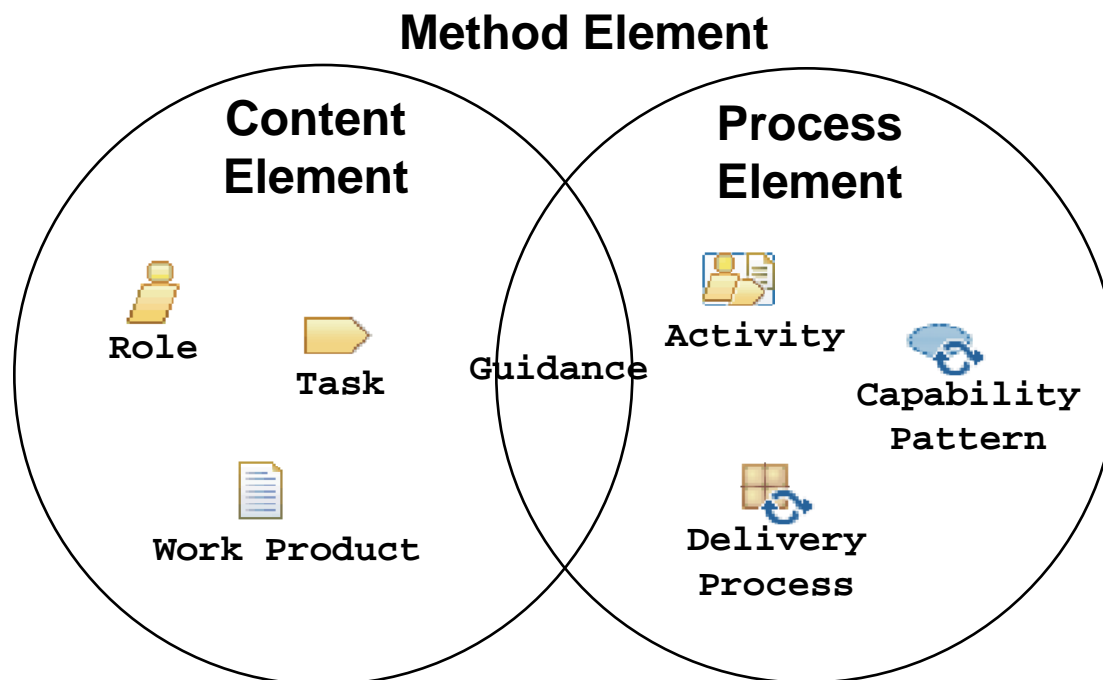 Method Element
Content
Element
Process
Element
Role
Task
Work Product
Guidance
Activity
Capability
Pattern
Delivery
Process